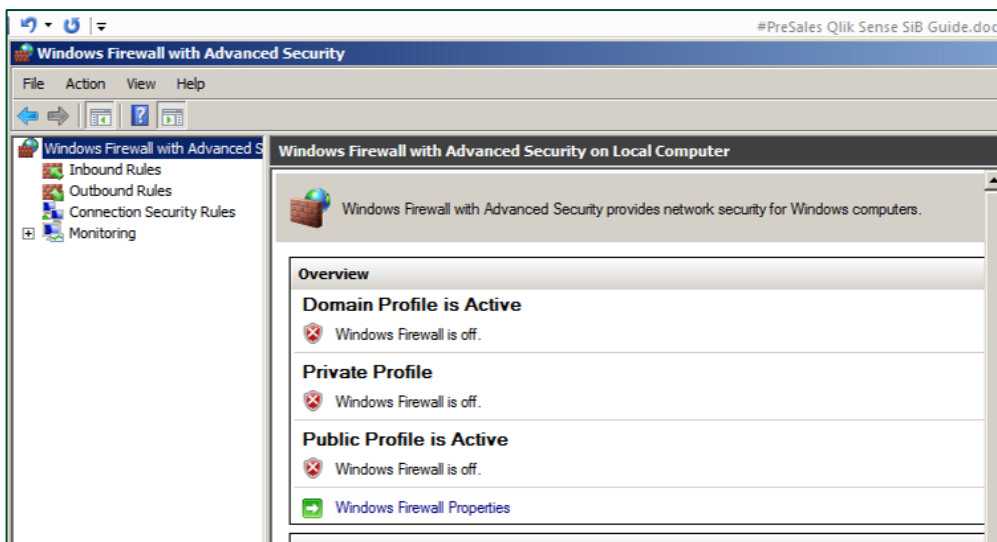 #PreSales Qlik Sense SiB Guide.doc
Windows Firewall with Advanced Security
File Action View Help
Windows Firewall with Advanced S
Inbound Rules
Outbound Rules
Connection Security Rules
Monitoring
Windows Firewall with Advanced Security on Local Computer
Windows Firewall with Advanced Security provides network security for Windows computers.
Overview
Domain Profile is Active
Windows Firewall is off.
Private Profile
Windows Firewall is off.
Public Profile is Active
Windows Firewall is off.
Windows Firewall Properties